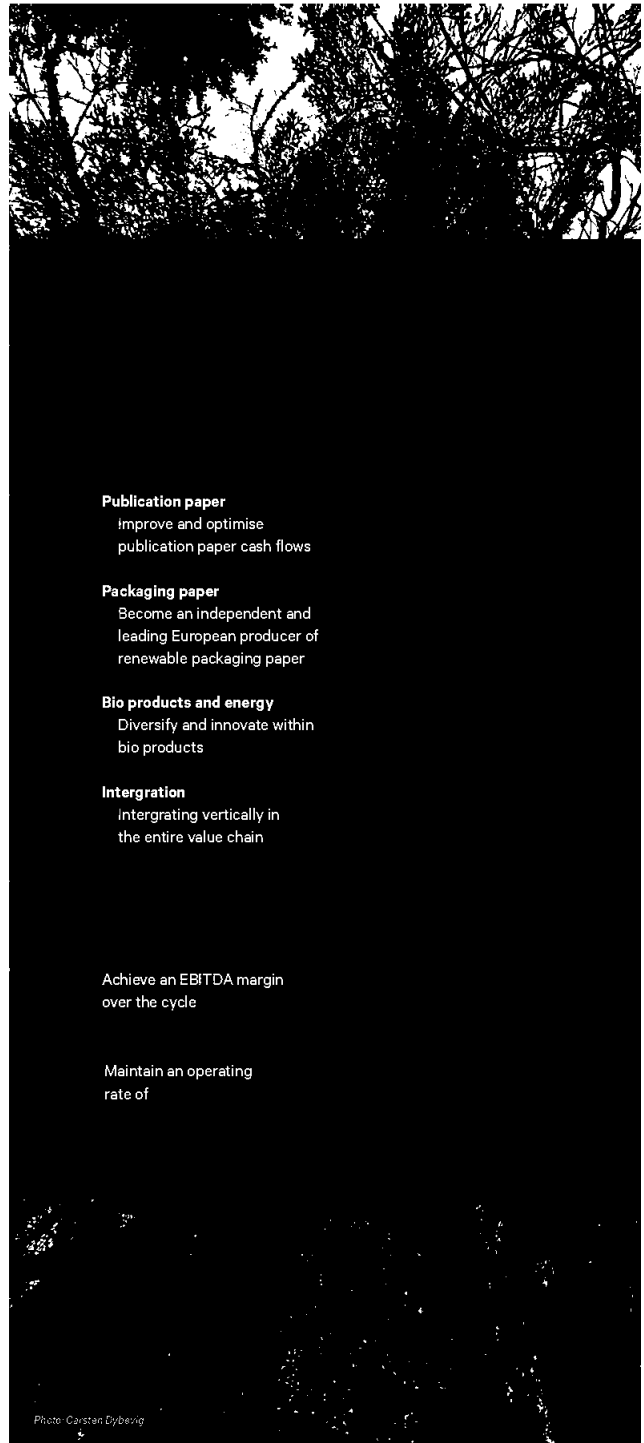 Publication paper
Improve and optimise
publication paper cash flows
Packaging paper
Become an independent and
leading European producer of
renewable packaging paper
Bio products and energy
Diversify and innovate within
bio products
Intergration
Intergrating vertically in
the entire value chain
Achieve an EBITDA margin
over the cycle
Maintain an operating
rate of
Photo: Carsten Dybevig